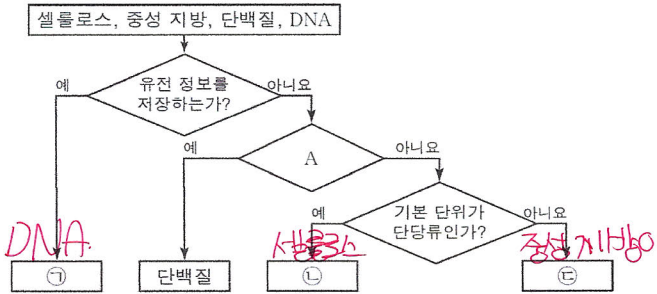 셀룰로스, 중성 지방, 단백질, DNA
유전 정보를
저장하는가?
예
아니요
A
예
아니요
기본 단위가
단당류인가?
예
아니요
DNA
셀룰로스
중성 지방
㉠
단백질
㉡
㉢